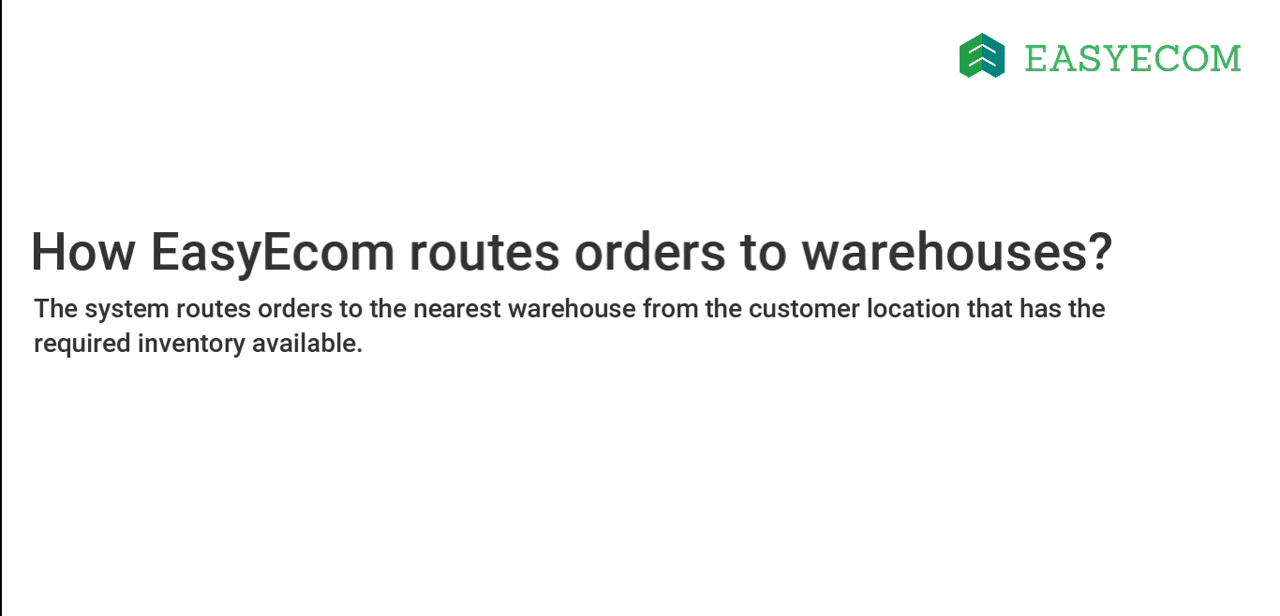 EASYECOM
How EasyEcom routes orders to warehouses?
The system routes orders to the nearest warehouse from the customer location that has the
required inventory available.